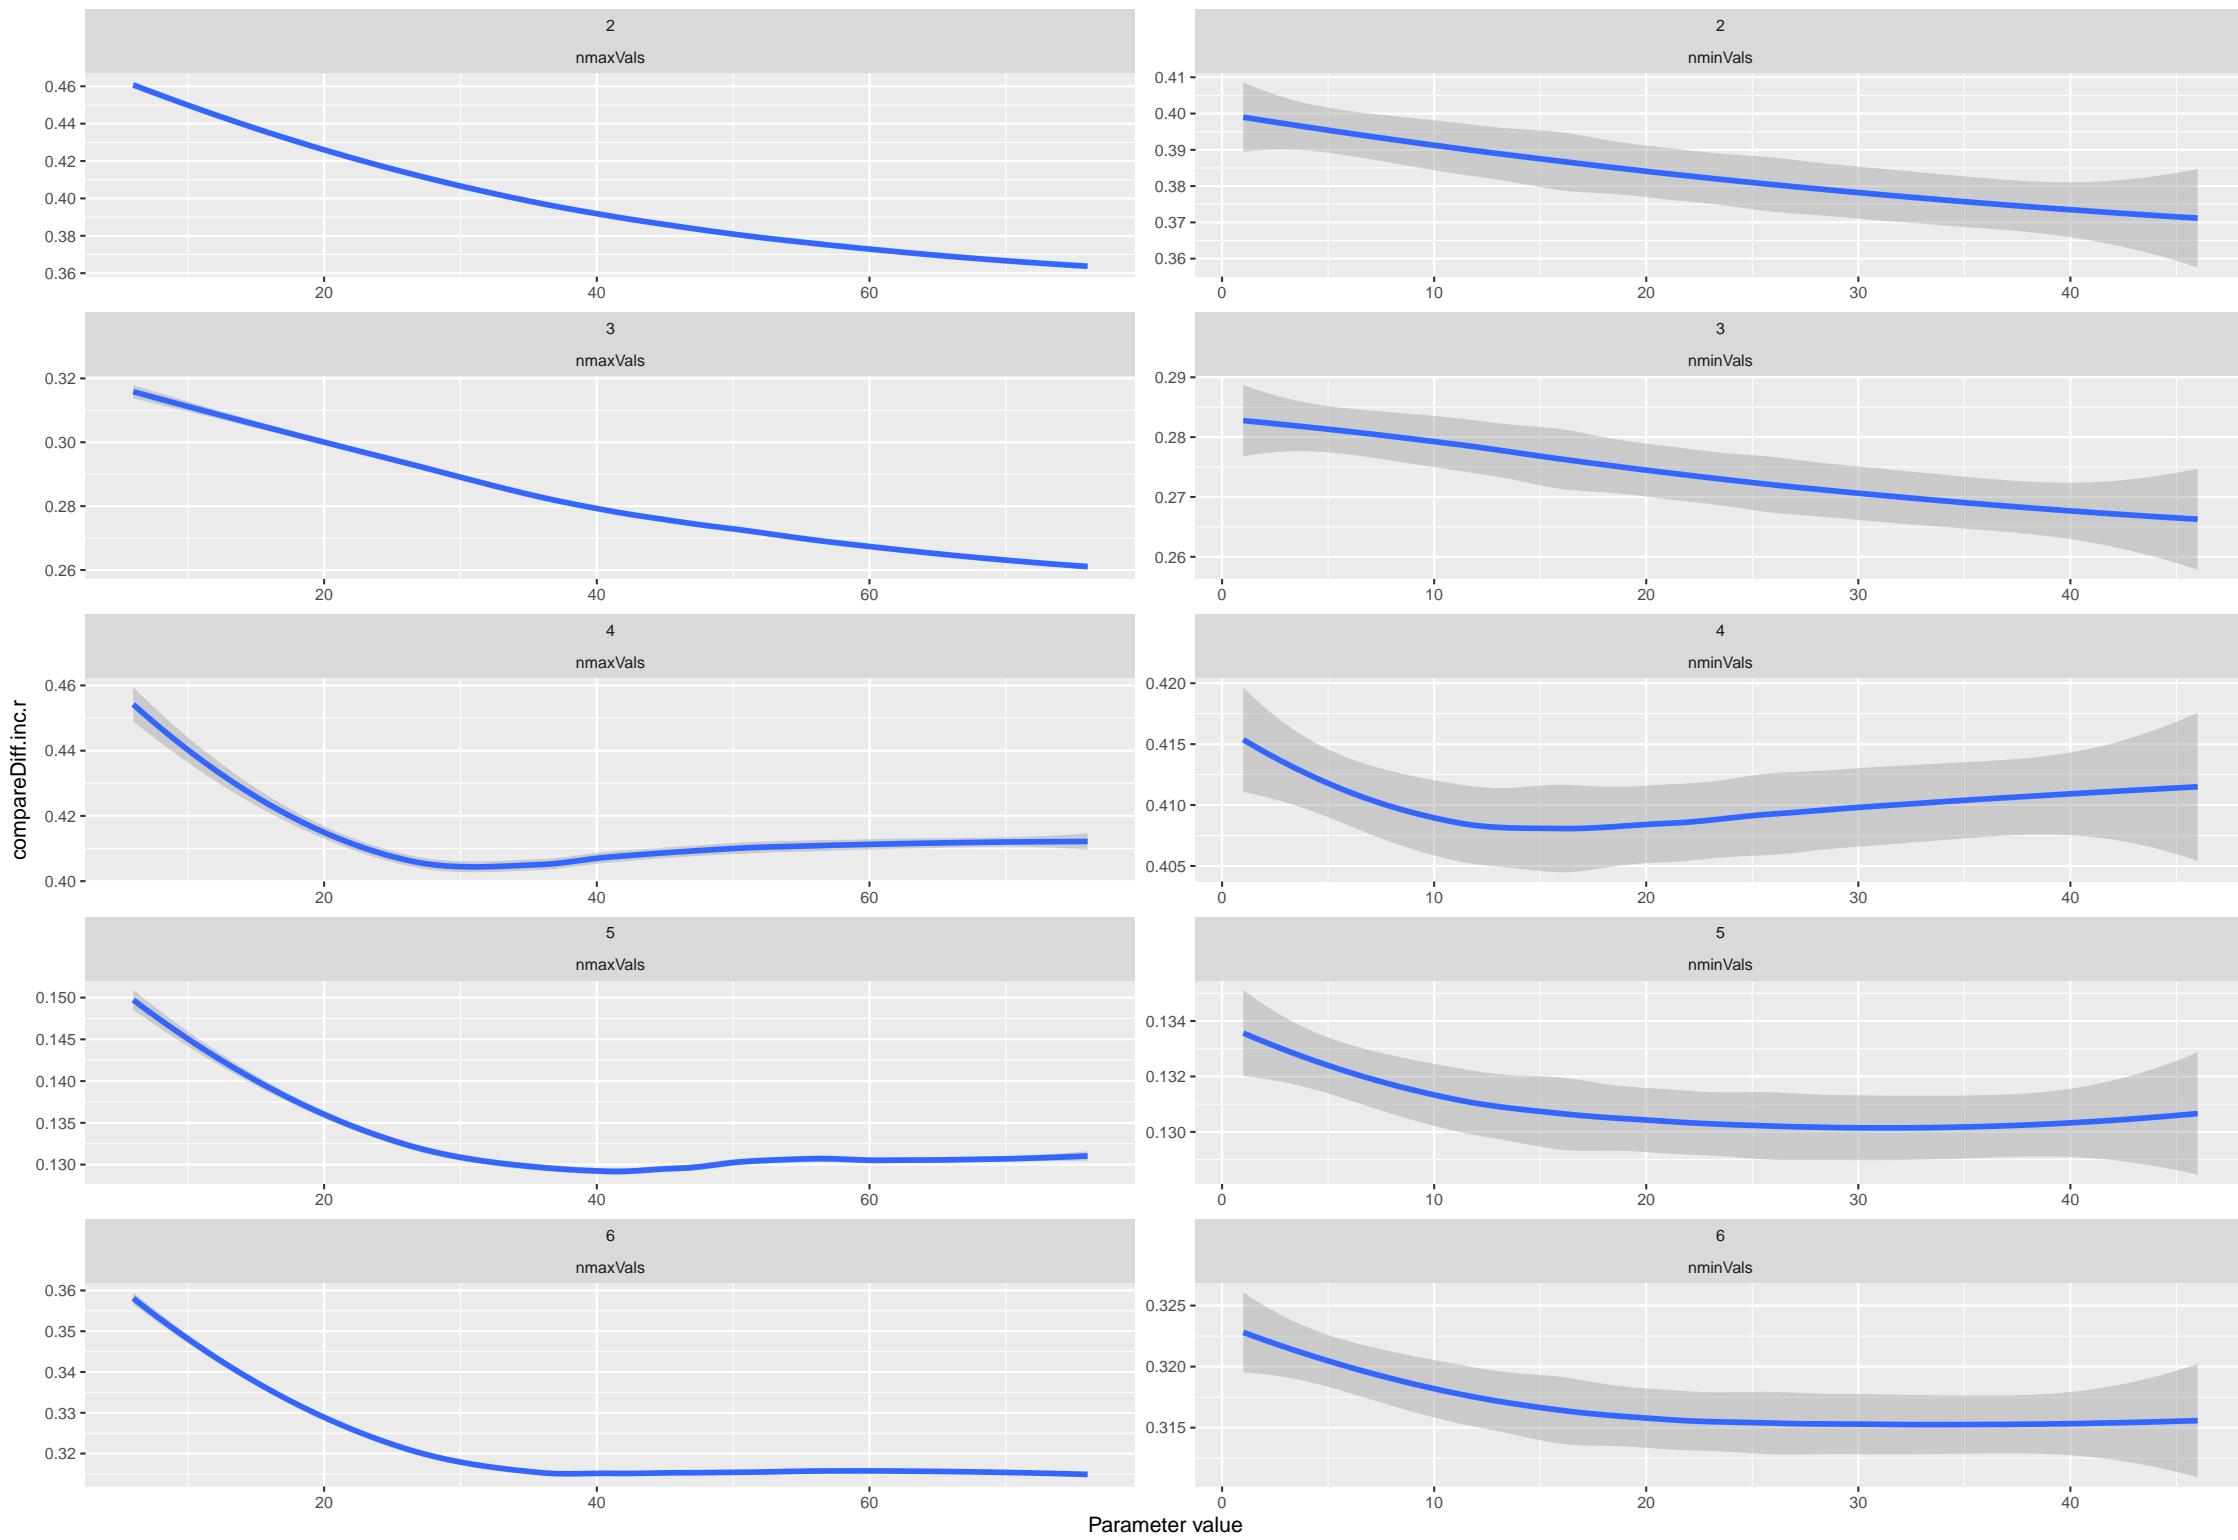 compareDiff.inc.r
2
nmaxVals
0.46
0.44
0.42
0.40
0.38
0.36
20 40 60
2
nminVals
0.41
0.40
0.39
0.38
0.37
0.36
0 10 20 30 40
3
nmaxVals
0.32
0.30
0.28
0.26
20 40 60
3
nminVals
0.29
0.28
0.27
0.26
0 10 20 30 40
4
nmaxVals
0.46
0.44
0.42
0.40
20 40 60
4
nminVals
0.420
0.415
0.410
0.405
0 10 20 30 40
5
nmaxVals
0.150
0.145
0.140
0.135
0.130
20 40 60
5
nminVals
0.134
0.132
0.130
0 10 20 30 40
6
nmaxVals
0.36
0.35
0.34
0.33
0.32
20 40 60
6
nminVals
0.325
0.320
0.315
0 10 20 30 40
Parameter value